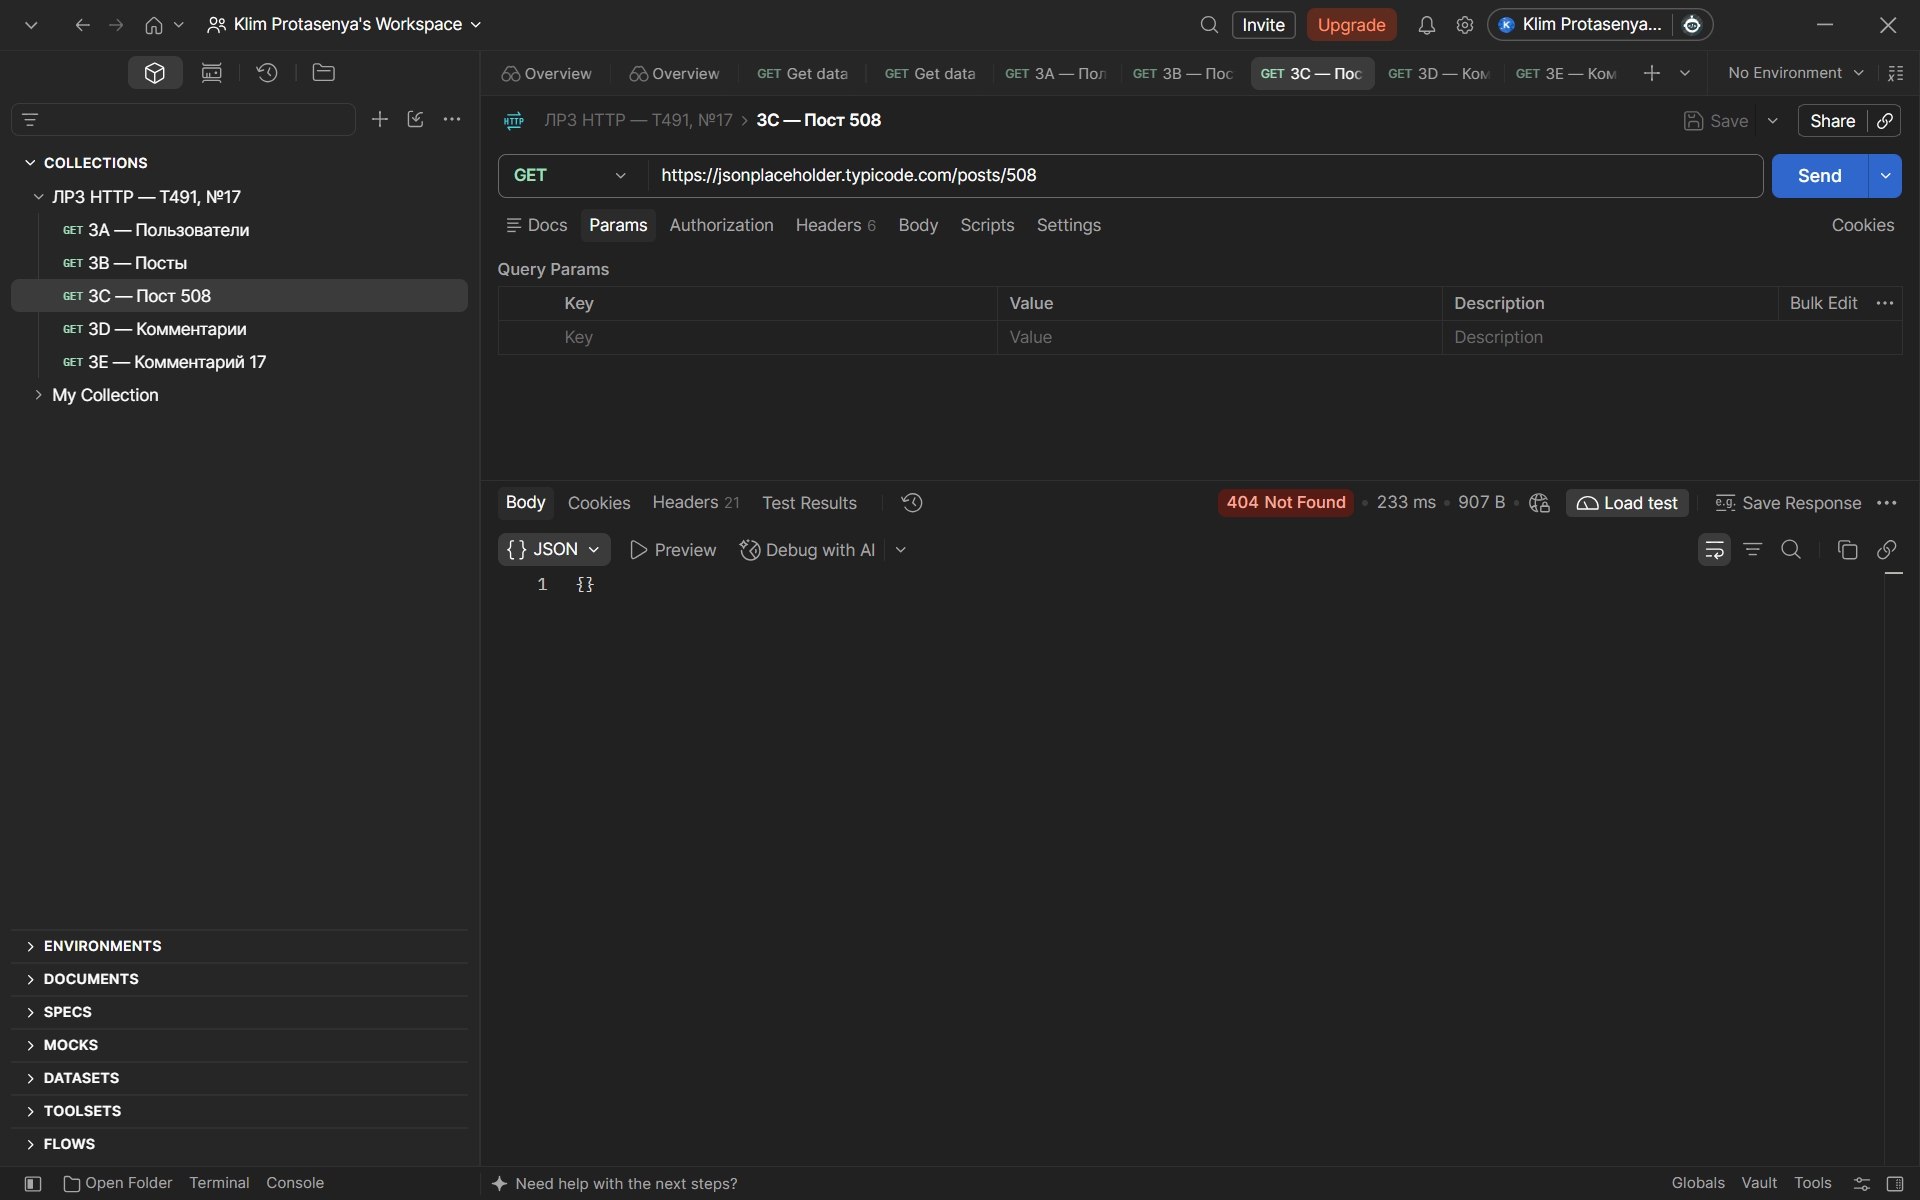 Klim Protasenya's Workspace
Invite
Upgrade
Klim Protasenya...
Overview
Overview
GET Get data
GET Get data
GET 3A — Пол
GET 3B — Пос
GET 3C — Пос
GET 3D — Ком
GET 3E — Ком
No Environment
HTTP ЛР3 HTTP — T491, №17 > 3C — Пост 508
Save
Share
COLLECTIONS
ЛР3 HTTP — T491, №17
GET 3A — Пользователи
GET 3B — Посты
GET 3C — Пост 508
GET 3D — Комментарии
GET 3E — Комментарий 17
My Collection
GET https://jsonplaceholder.typicode.com/posts/508
Send
Docs Params Authorization Headers 6 Body Scripts Settings Cookies
Query Params
Key Value Description Bulk Edit
Key Value Description
Body Cookies Headers 21 Test Results
404 Not Found • 233 ms • 907 B •
Load test
e.g. Save Response
{} JSON Preview Debug with AI
1 {}
ENVIRONMENTS
DOCUMENTS
SPECS
MOCKS
DATASETS
TOOLSETS
FLOWS
Open Folder Terminal Console
Need help with the next steps?
Globals Vault Tools